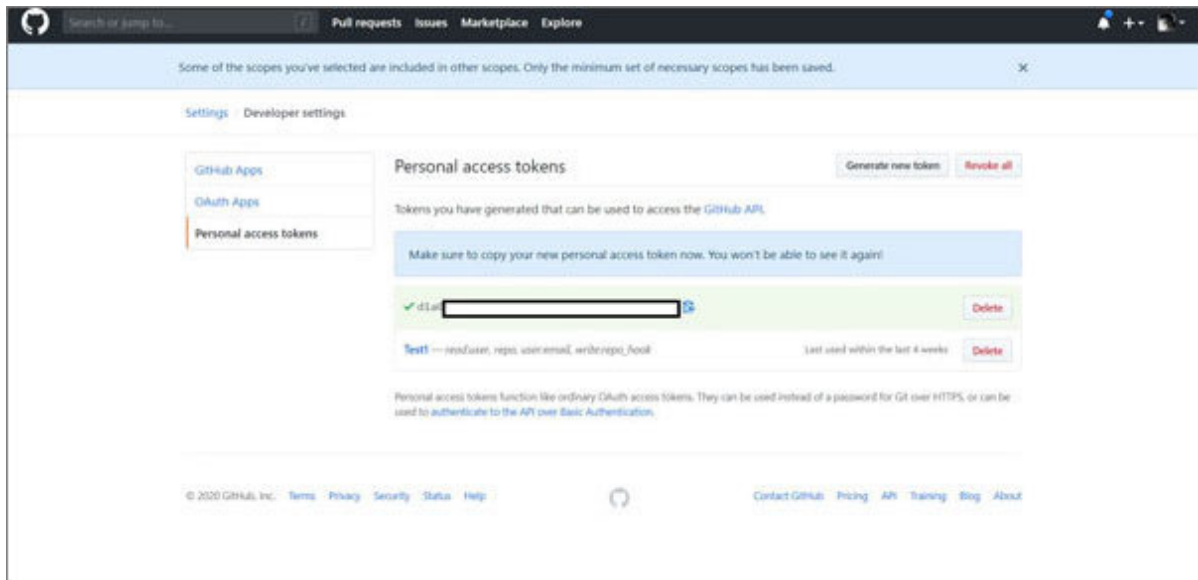 Search or jump to... /
Pull requests Issues Marketplace Explore
Some of the scopes you've selected are included in other scopes. Only the minimum set of necessary scopes has been saved.
Settings / Developer settings
GitHub Apps
OAuth Apps
Personal access tokens
Personal access tokens
Generate new token Revoke all
Tokens you have generated that can be used to access the GitHub API.
Make sure to copy your new personal access token now. You won't be able to see it again!
Delete
Test1 — read:user, repo, user:email, write:repo_hook Last used within the last 4 weeks Delete
Personal access tokens function like ordinary OAuth access tokens. They can be used instead of a password for Git over HTTPS, or can be
used to authenticate to the API over Basic Authentication.
© 2020 GitHub, Inc. Terms Privacy Security Status Help Contact GitHub Pricing API Training Blog About